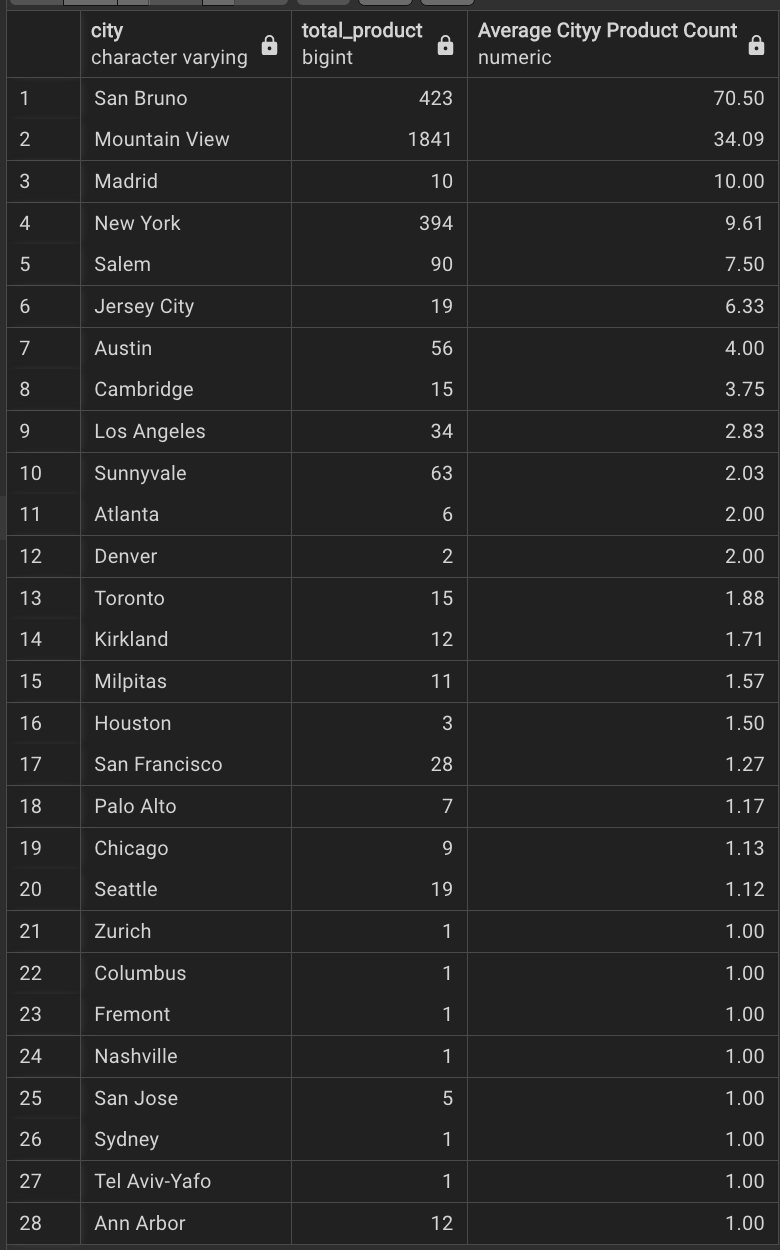 city total_product Average Cityy Product Count
character varying bigint numeric
1 San Bruno 423 70.50
2 Mountain View 1841 34.09
3 Madrid 10 10.00
4 New York 394 9.61
5 Salem 90 7.50
6 Jersey City 19 6.33
7 Austin 56 4.00
8 Cambridge 15 3.75
9 Los Angeles 34 2.83
10 Sunnyvale 63 2.03
11 Atlanta 6 2.00
12 Denver 2 2.00
13 Toronto 15 1.88
14 Kirkland 12 1.71
15 Milpitas 11 1.57
16 Houston 3 1.50
17 San Francisco 28 1.27
18 Palo Alto 7 1.17
19 Chicago 9 1.13
20 Seattle 19 1.12
21 Zurich 1 1.00
22 Columbus 1 1.00
23 Fremont 1 1.00
24 Nashville 1 1.00
25 San Jose 5 1.00
26 Sydney 1 1.00
27 Tel Aviv-Yafo 1 1.00
28 Ann Arbor 12 1.00